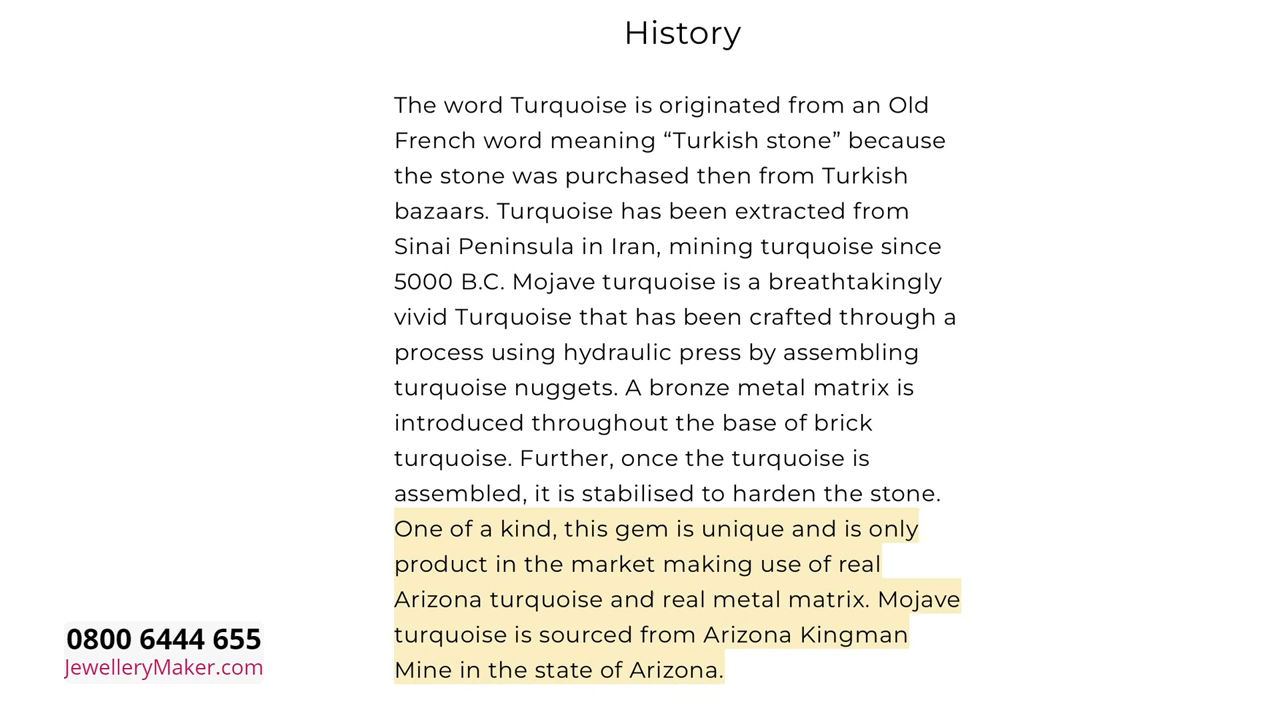 History
The word Turquoise is originated from an Old
French word meaning “Turkish stone” because
the stone was purchased then from Turkish
bazaars. Turquoise has been extracted from
Sinai Peninsula in Iran, mining turquoise since
5000 B.C. Mojave turquoise is a breathtakingly
vivid Turquoise that has been crafted through a
process using hydraulic press by assembling
turquoise nuggets. A bronze metal matrix is
introduced throughout the base of brick
turquoise. Further, once the turquoise is
assembled, it is stabilised to harden the stone.
One of a kind, this gem is unique and is only
product in the market making use of real
Arizona turquoise and real metal matrix. Mojave
turquoise is sourced from Arizona Kingman
Mine in the state of Arizona.
0800 6444 655
JewelleryMaker.com